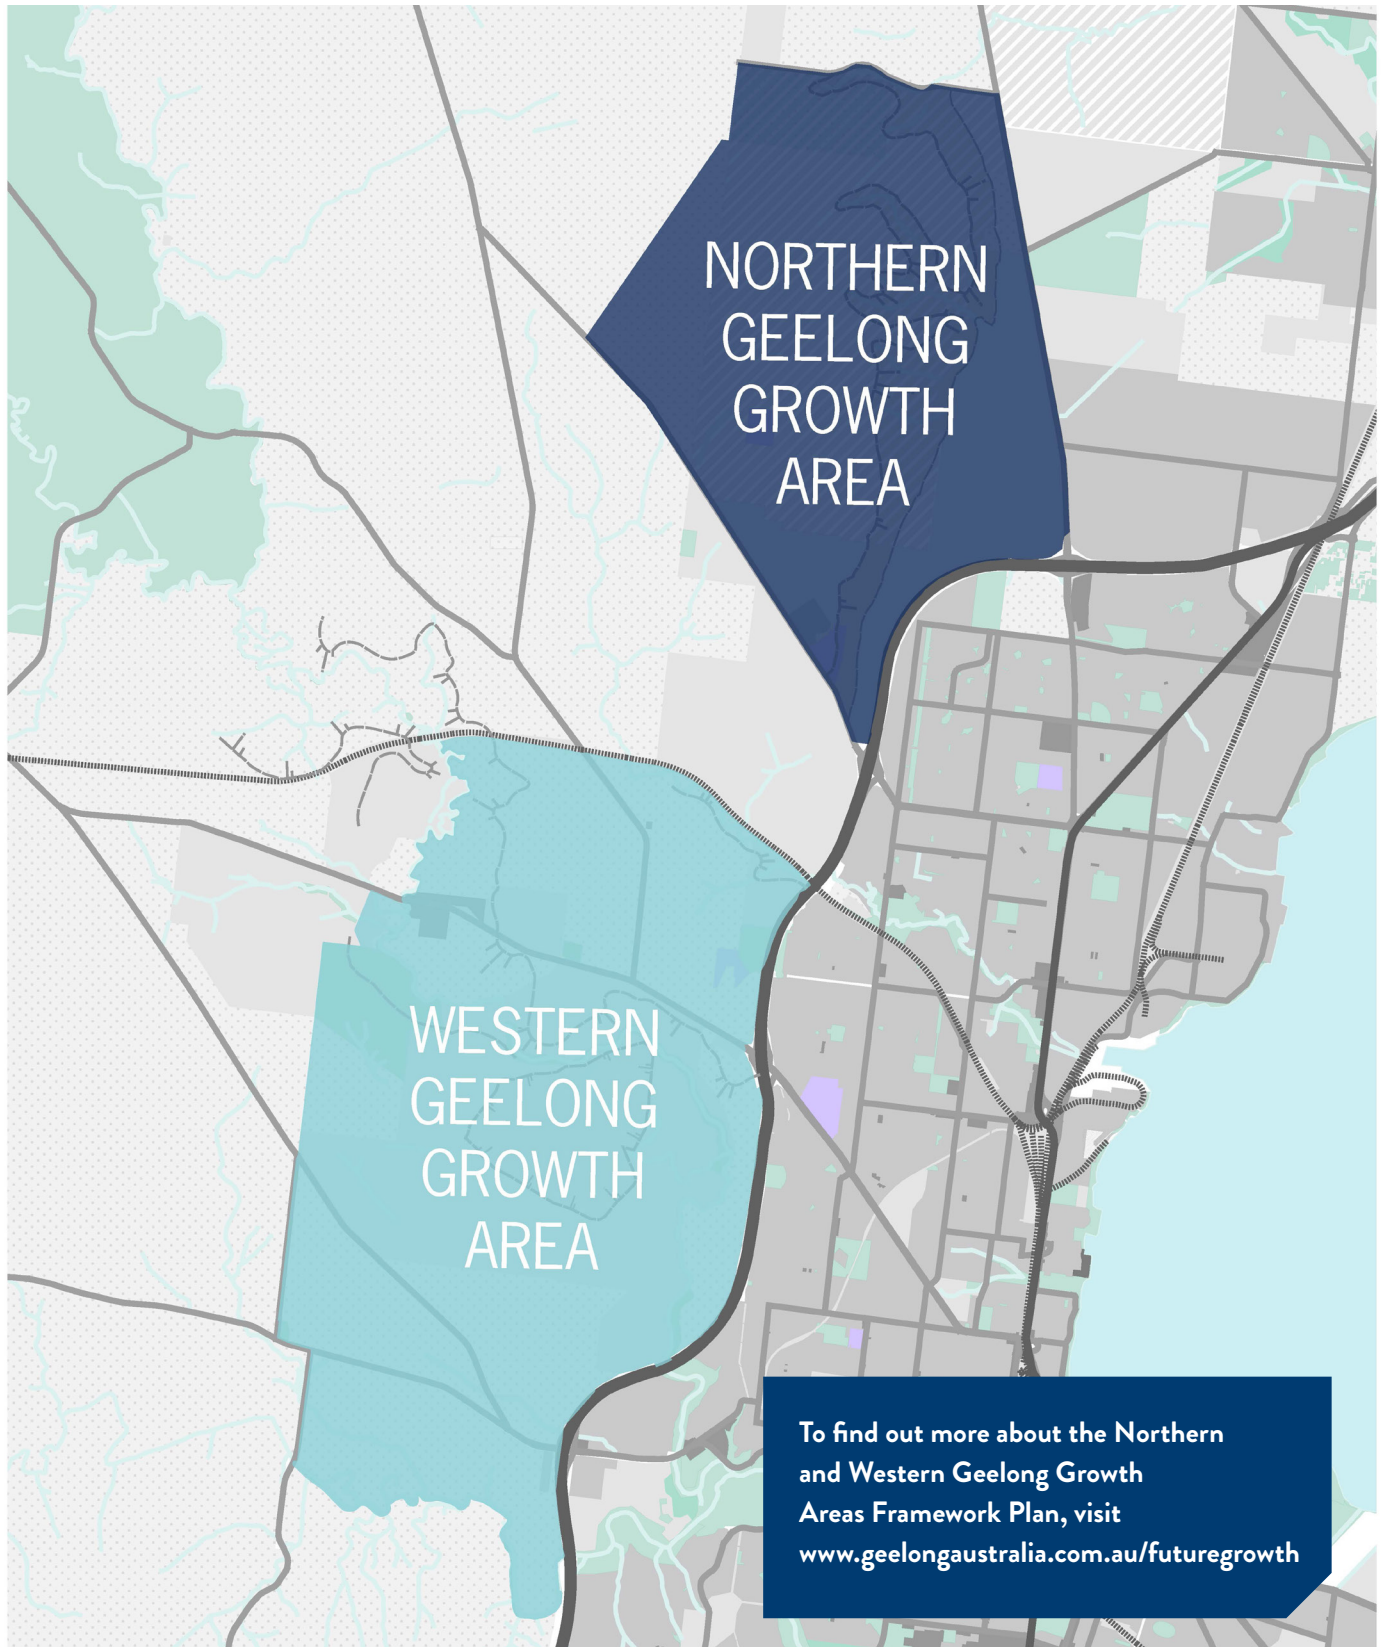 NORTHERN
GEELONG
GROWTH
AREA
WESTERN
GEELONG
GROWTH
AREA
To find out more about the Northern
and Western Geelong Growth
Areas Framework Plan, visit
www.geelongaustralia.com.au/futuregrowth